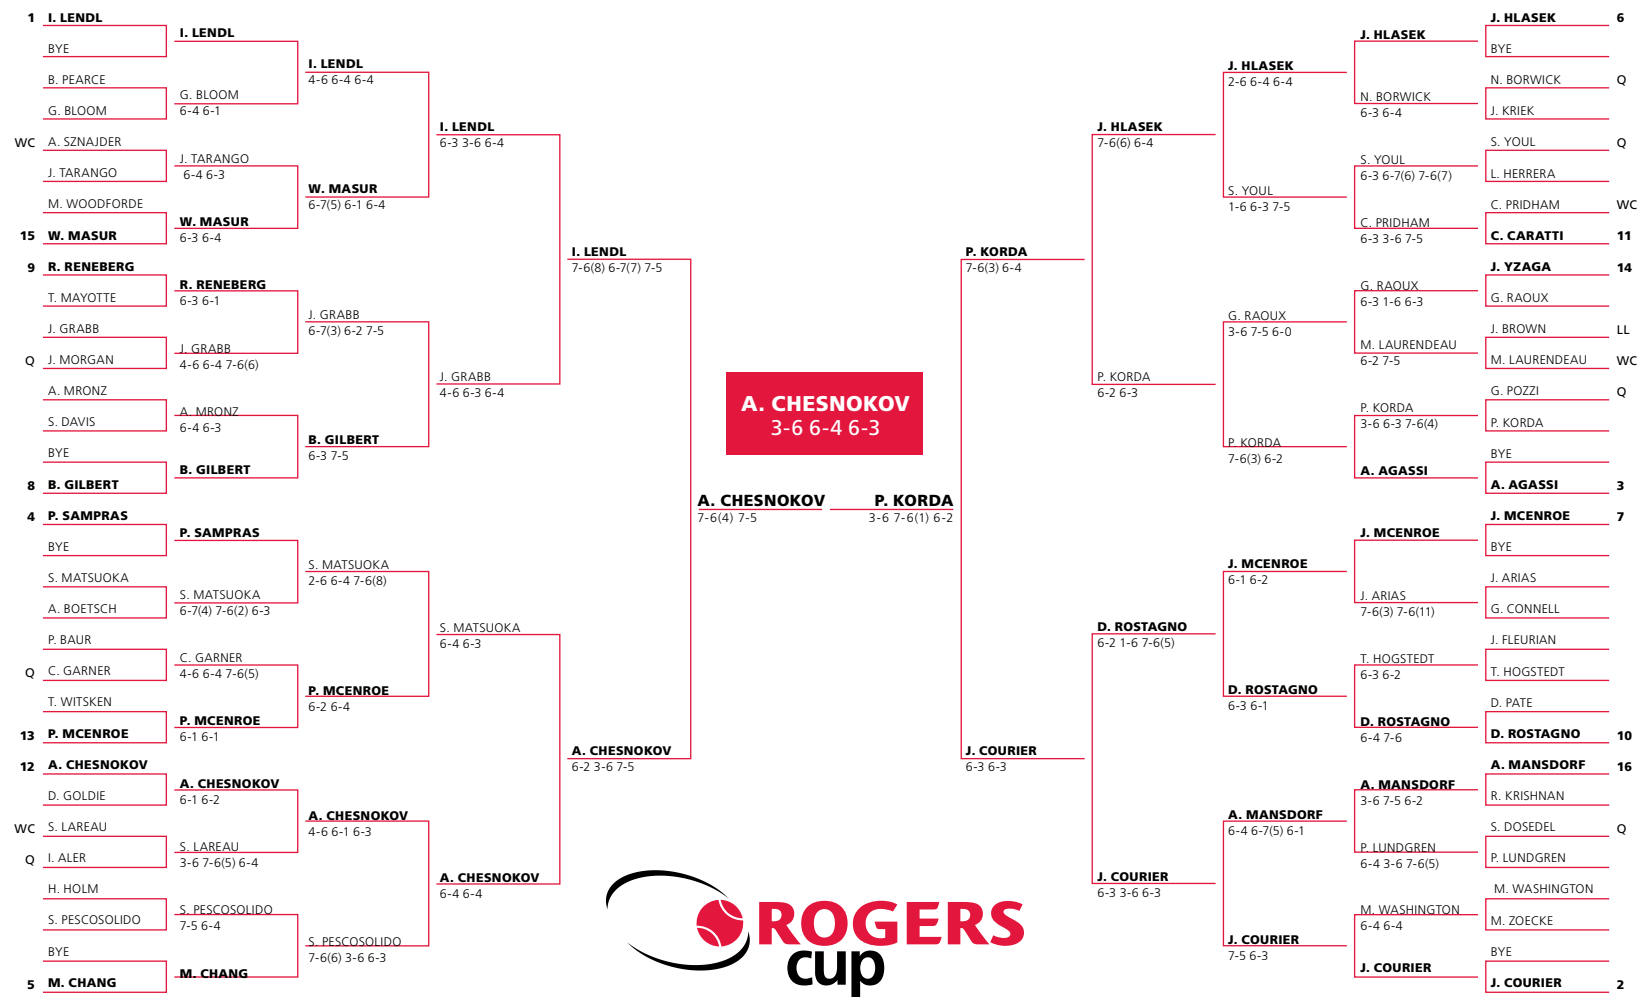 1 I. LENDL
BYE
B. PEARCE
G. BLOOM
WC A. SZNAJDER
J. TARANGO
M. WOODFORDE
15 W. MASUR
9 R. RENEBERG
T. MAYOTTE
J. GRABB
Q J. MORGAN
A. MRONZ
S. DAVIS
BYE
8 B. GILBERT
4 P. SAMPRAS
BYE
S. MATSUOKA
A. BOETSCH
P. BAUR
Q C. GARNER
T. WITSKEN
13 P. MCENROE
12 A. CHESNOKOV
D. GOLDIE
WC S. LAREAU
Q I. ALER
H. HOLM
S. PESCOSOLIDO
BYE
5 M. CHANG
I. LENDL
G. BLOOM
6-4 6-1
J. TARANGO
6-4 6-3
W. MASUR
6-3 6-4
R. RENEBERG
6-3 6-1
J. GRABB
4-6 6-4 7-6(6)
A. MRONZ
6-4 6-3
B. GILBERT
P. SAMPRAS
S. MATSUOKA
6-7(4) 7-6(2) 6-3
C. GARNER
4-6 6-4 7-6(5)
P. MCENROE
6-1 6-1
A. CHESNOKOV
6-1 6-2
S. LAREAU
3-6 7-6(5) 6-4
S. PESCOSOLIDO
7-5 6-4
M. CHANG
I. LENDL
4-6 6-4 6-4
W. MASUR
6-7(5) 6-1 6-4
J. GRABB
6-7(3) 6-2 7-5
B. GILBERT
6-3 7-5
S. MATSUOKA
2-6 6-4 7-6(8)
P. MCENROE
6-2 6-4
A. CHESNOKOV
4-6 6-1 6-3
S. PESCOSOLIDO
7-6(6) 3-6 6-3
I. LENDL
6-3 3-6 6-4
J. GRABB
4-6 6-3 6-4
S. MATSUOKA
6-4 6-3
A. CHESNOKOV
6-4 6-4
I. LENDL
7-6(8) 6-7(7) 7-5
A. CHESNOKOV
6-2 3-6 7-5
A. CHESNOKOV
7-6(4) 7-5
A. CHESNOKOV
3-6 6-4 6-3
P. KORDA
3-6 7-6(1) 6-2
P. KORDA
7-6(3) 6-4
J. COURIER
6-3 6-3
J. HLASEK
7-6(6) 6-4
P. KORDA
6-2 6-3
D. ROSTAGNO
6-2 1-6 7-6(5)
J. COURIER
6-3 3-6 6-3
J. HLASEK
2-6 6-4 6-4
S. YOUL
1-6 6-3 7-5
G. RAOUX
3-6 7-5 6-0
P. KORDA
7-6(3) 6-2
J. MCENROE
6-1 6-2
D. ROSTAGNO
6-3 6-1
A. MANSDORF
6-4 6-7(5) 6-1
J. COURIER
7-5 6-3
J. HLASEK
N. BORWICK
6-3 6-4
S. YOUL
6-3 6-7(6) 7-6(7)
C. PRIDHAM
6-3 3-6 7-5
G. RAOUX
6-3 1-6 6-3
M. LAURENDEAU
6-2 7-5
P. KORDA
3-6 6-3 7-6(4)
A. AGASSI
J. MCENROE
J. ARIAS
7-6(3) 7-6(11)
T. HOGSTEDT
6-3 6-2
D. ROSTAGNO
6-4 7-6
A. MANSDORF
3-6 7-5 6-2
P. LUNDGREN
6-4 3-6 7-6(5)
M. WASHINGTON
6-4 6-4
J. COURIER
J. HLASEK 6
BYE
N. BORWICK Q
J. KRIEK
S. YOUL Q
L. HERRERA
C. PRIDHAM WC
C. CARATTI 11
J. YZAGA 14
G. RAOUX
J. BROWN LL
M. LAURENDEAU WC
G. POZZI Q
P. KORDA
BYE
A. AGASSI 3
J. MCENROE 7
BYE
J. ARIAS
G. CONNELL
J. FLEURIAN
T. HOGSTEDT
D. PATE
D. ROSTAGNO 10
A. MANSDORF 16
R. KRISHNAN
S. DOSEDEL Q
P. LUNDGREN
M. WASHINGTON
M. ZOECKE
BYE
J. COURIER 2
ROGERS
cup